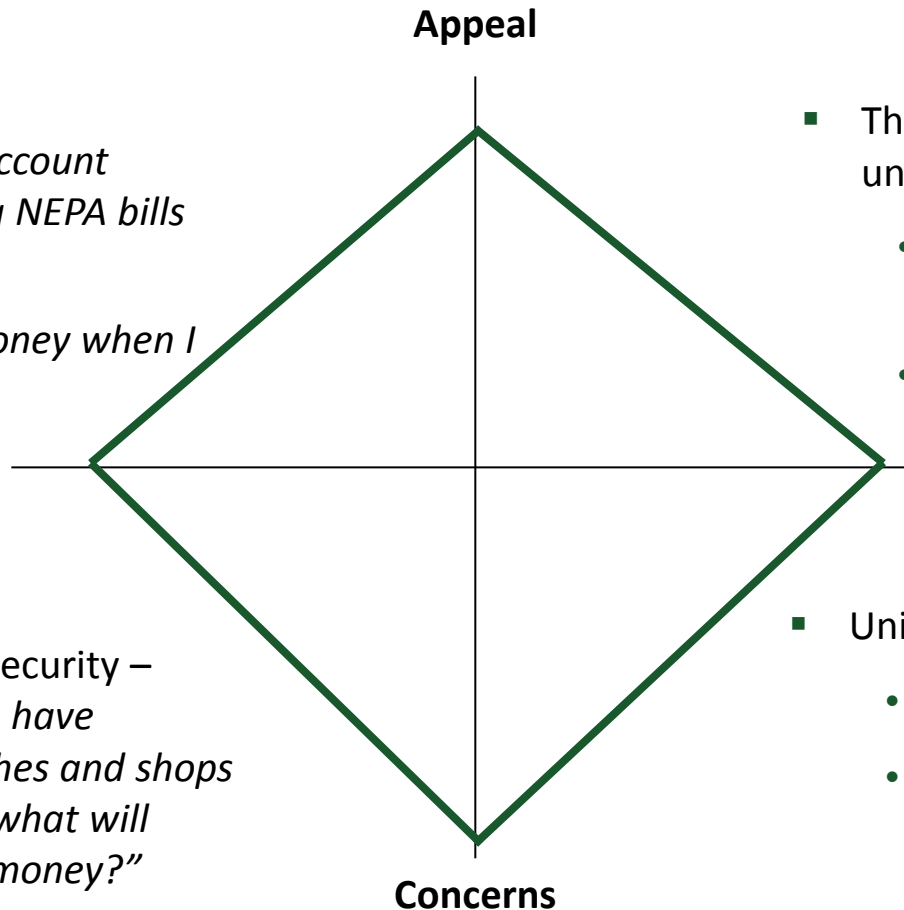 Appeal
ccount
NEPA bills
oney when I
Th
un
ecurity –
have
hes and shops
what will
money?”
Uni
Concerns